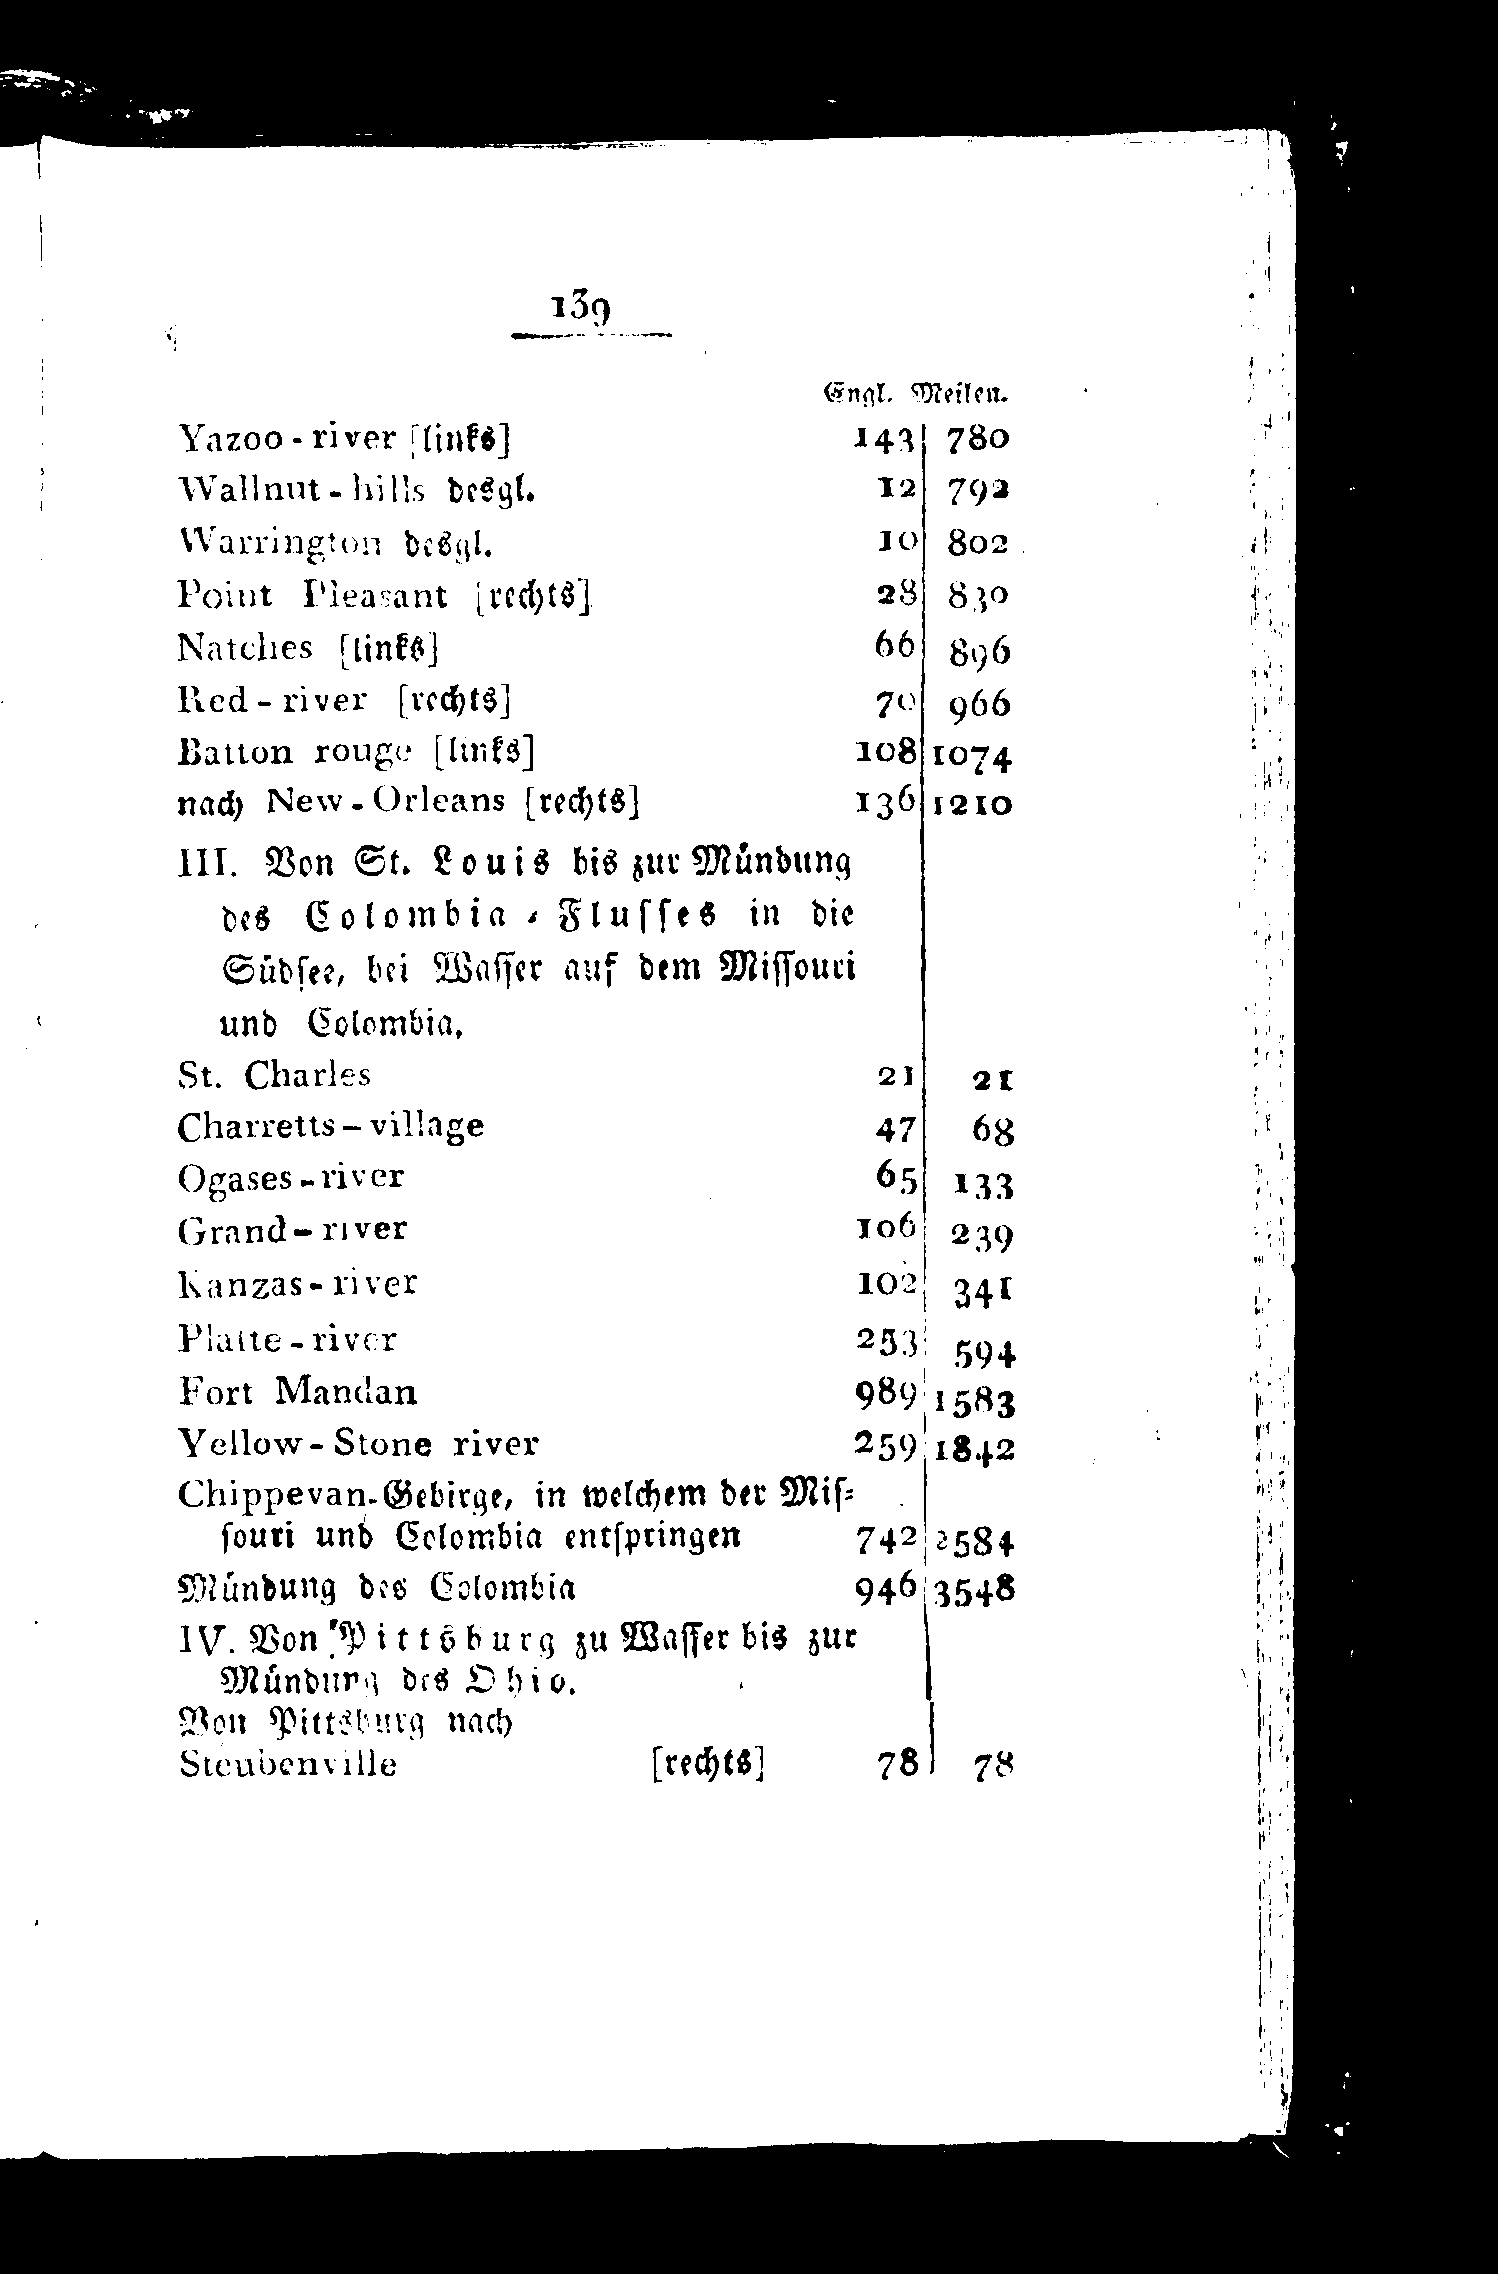 139
Engl. Meilen.
Yazoo-river [links] 143 780
Wallnut-hills desgl. 12 792
Warrington desgl. 10 802
Point Pleasant [rechts] 28 830
Natches [links] 66 896
Red-river [rechts] 70 966
Batton rouge [links] 108 1074
nach New-Orleans [rechts] 136 1210
III. Von St. Louis bis zur Mündung
des Colombia-Fluſſes in die
Südſee, bei Waſſer auf dem Miſſouri
und Colombia.
St. Charles 21 21
Charretts-village 47 68
Ogases-river 65 133
Grand-river 106 239
Kanzas-river 102 341
Platte-river 253 594
Fort Mandan 989 1583
Yellow-Stone river 259 1842
Chippevan-Gebirge, in welchem der Miſ-
ſouri und Colombia entſpringen 742 2584
Mündung des Colombia 946 3548
IV. Von Pittsburg zu Waſſer bis zur
Mündung des Ohio.
Von Pittsburg nach
Steubenville [rechts] 78 78